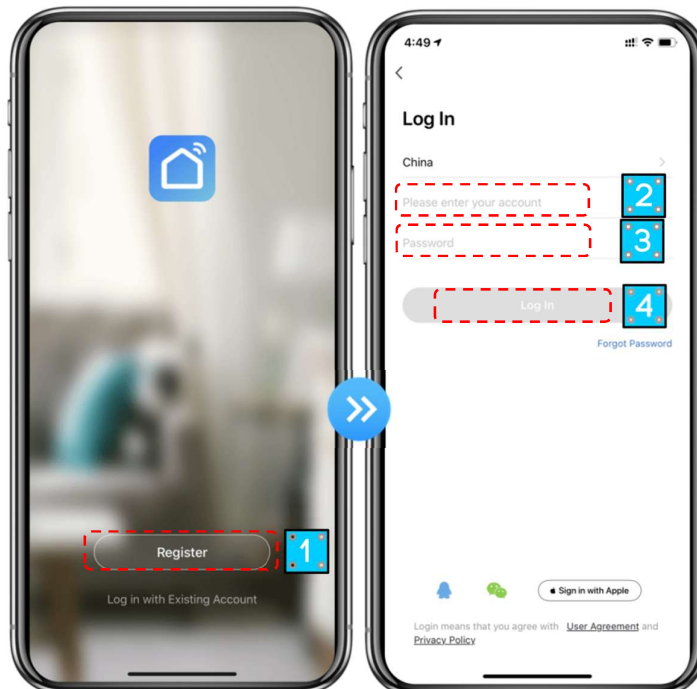 Register
1
Log in with Existing Account
4:49
Log In
China
Please enter your account
2
Password
3
Log In
4
Forgot Password
Sign in with Apple
Login means that you agree with User Agreement and
Privacy Policy